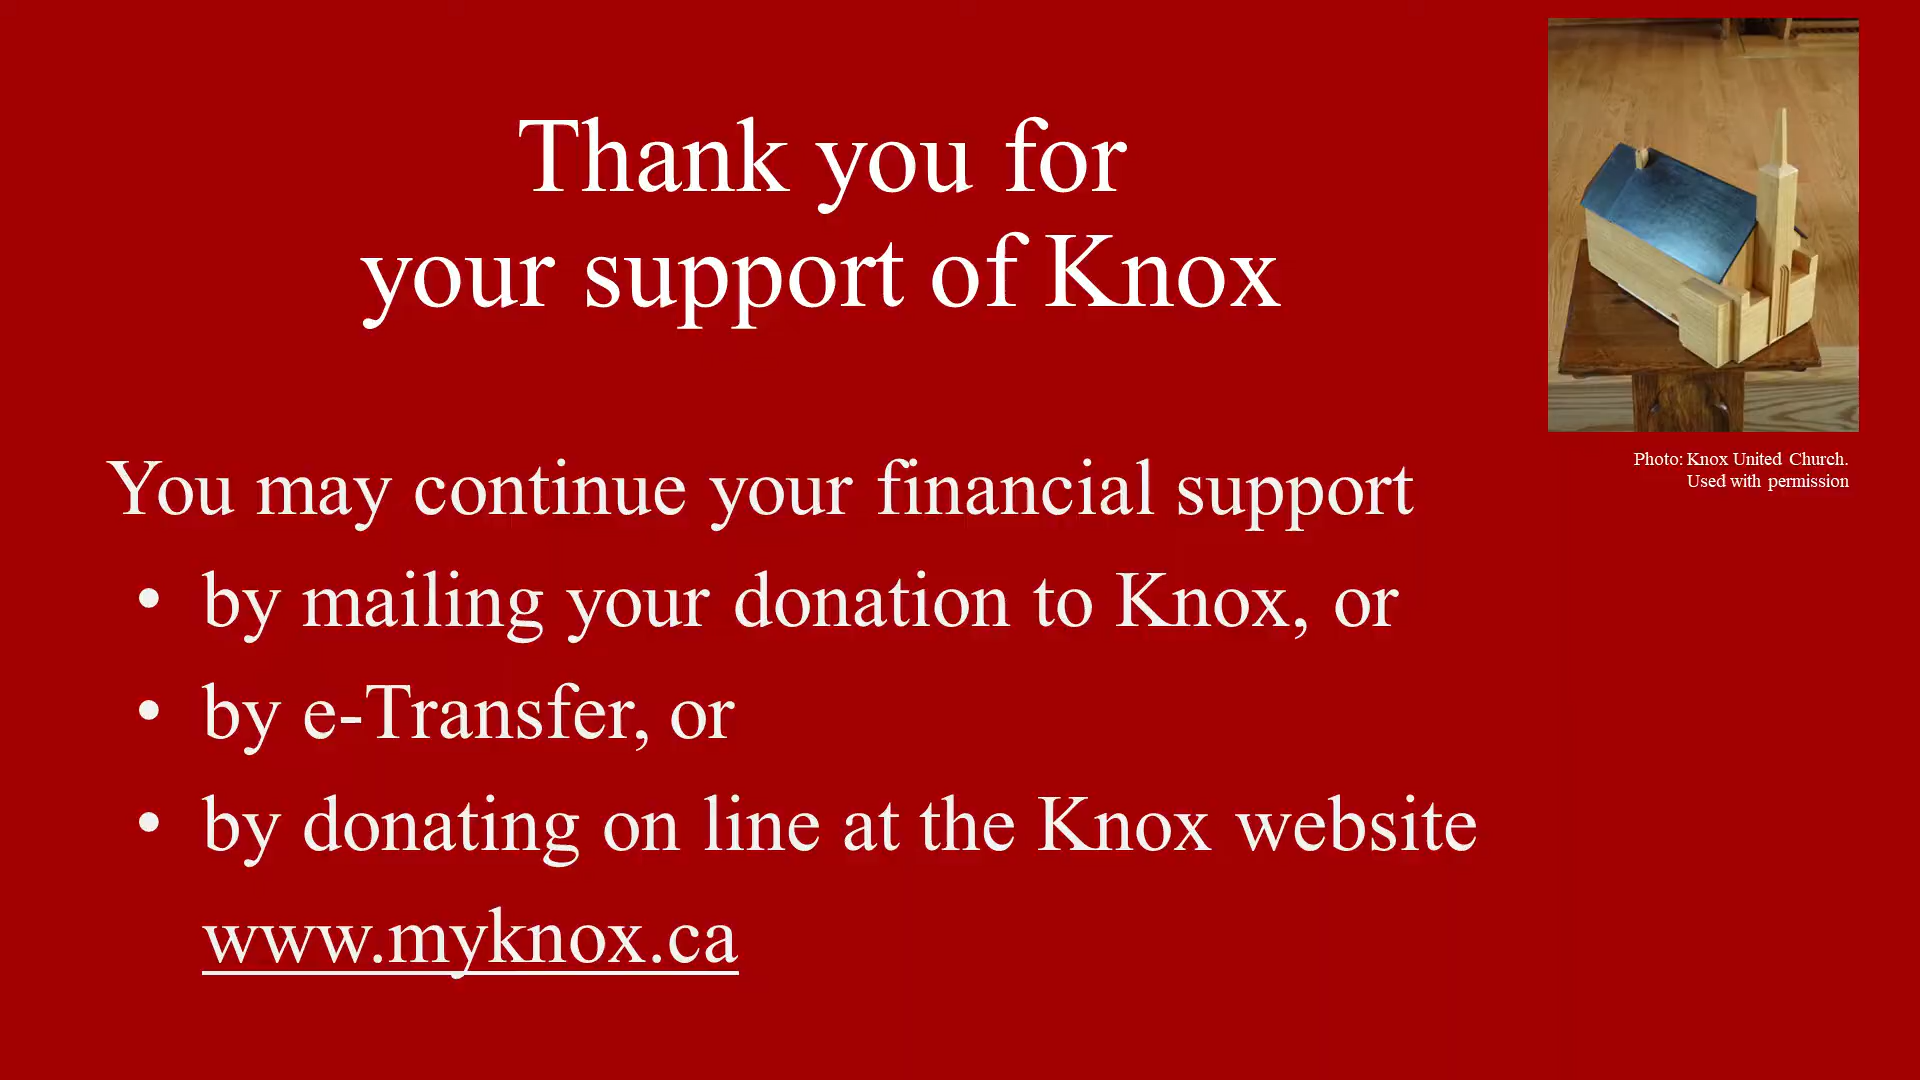 Thank you for
your support of Knox
Photo: Knox United Church.
Used with permission
You may continue your financial support
• by mailing your donation to Knox, or
• by e-Transfer, or
• by donating on line at the Knox website
www.myknox.ca